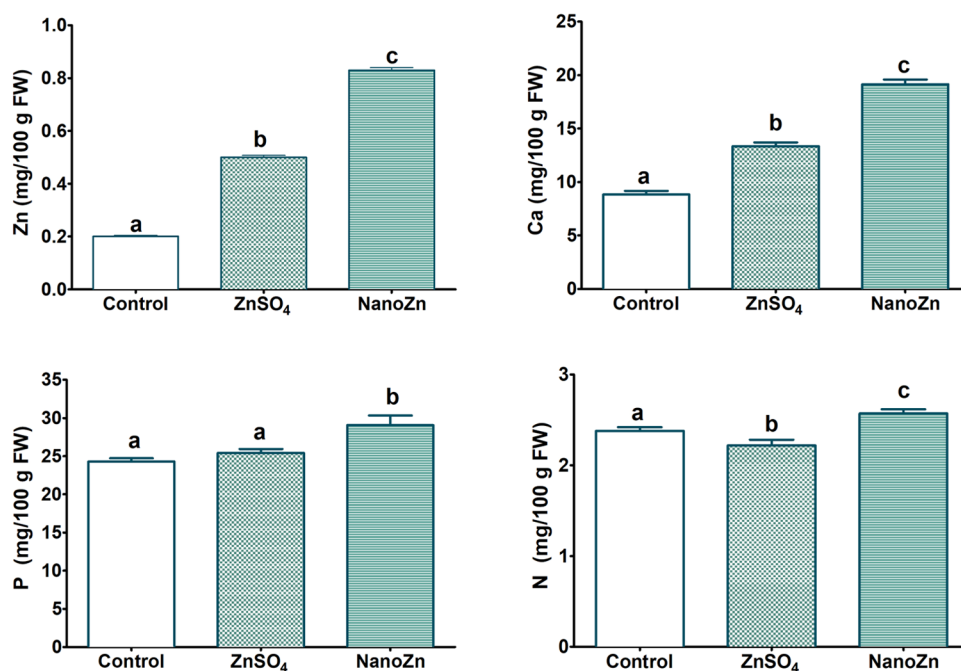 Zn (mg/100 g FW)
1.0
0.8
0.6
0.4
0.2
0.0
a
b
c
Control
ZnSO₄
NanoZn
Ca (mg/100 g FW)
25
20
15
10
5
0
a
b
c
Control
ZnSO₄
NanoZn
P (mg/100 g FW)
35
30
25
20
15
10
5
0
a
a
b
Control
ZnSO₄
NanoZn
N (mg/100 g FW)
3
2
1
0
a
b
c
Control
ZnSO₄
NanoZn